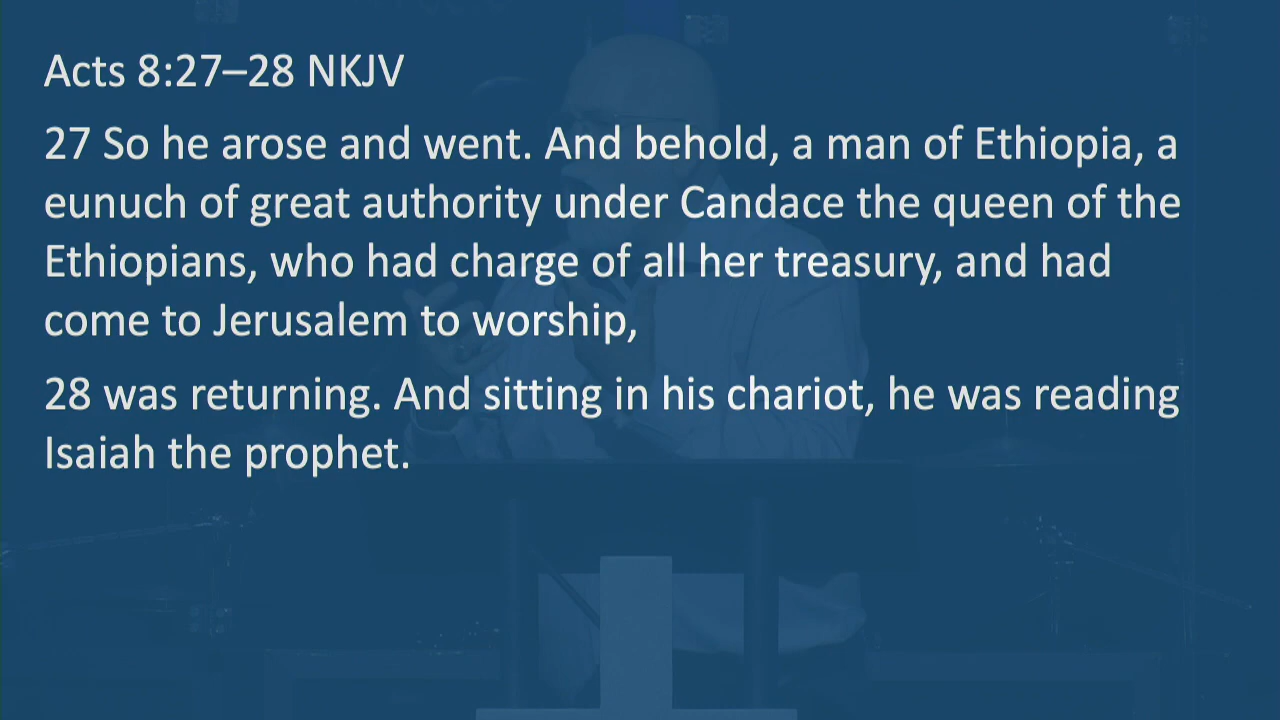 Acts 8:27–28 NKJV
27 So he arose and went. And behold, a man of Ethiopia, a
eunuch of great authority under Candace the queen of the
Ethiopians, who had charge of all her treasury, and had
come to Jerusalem to worship,
28 was returning. And sitting in his chariot, he was reading
Isaiah the prophet.